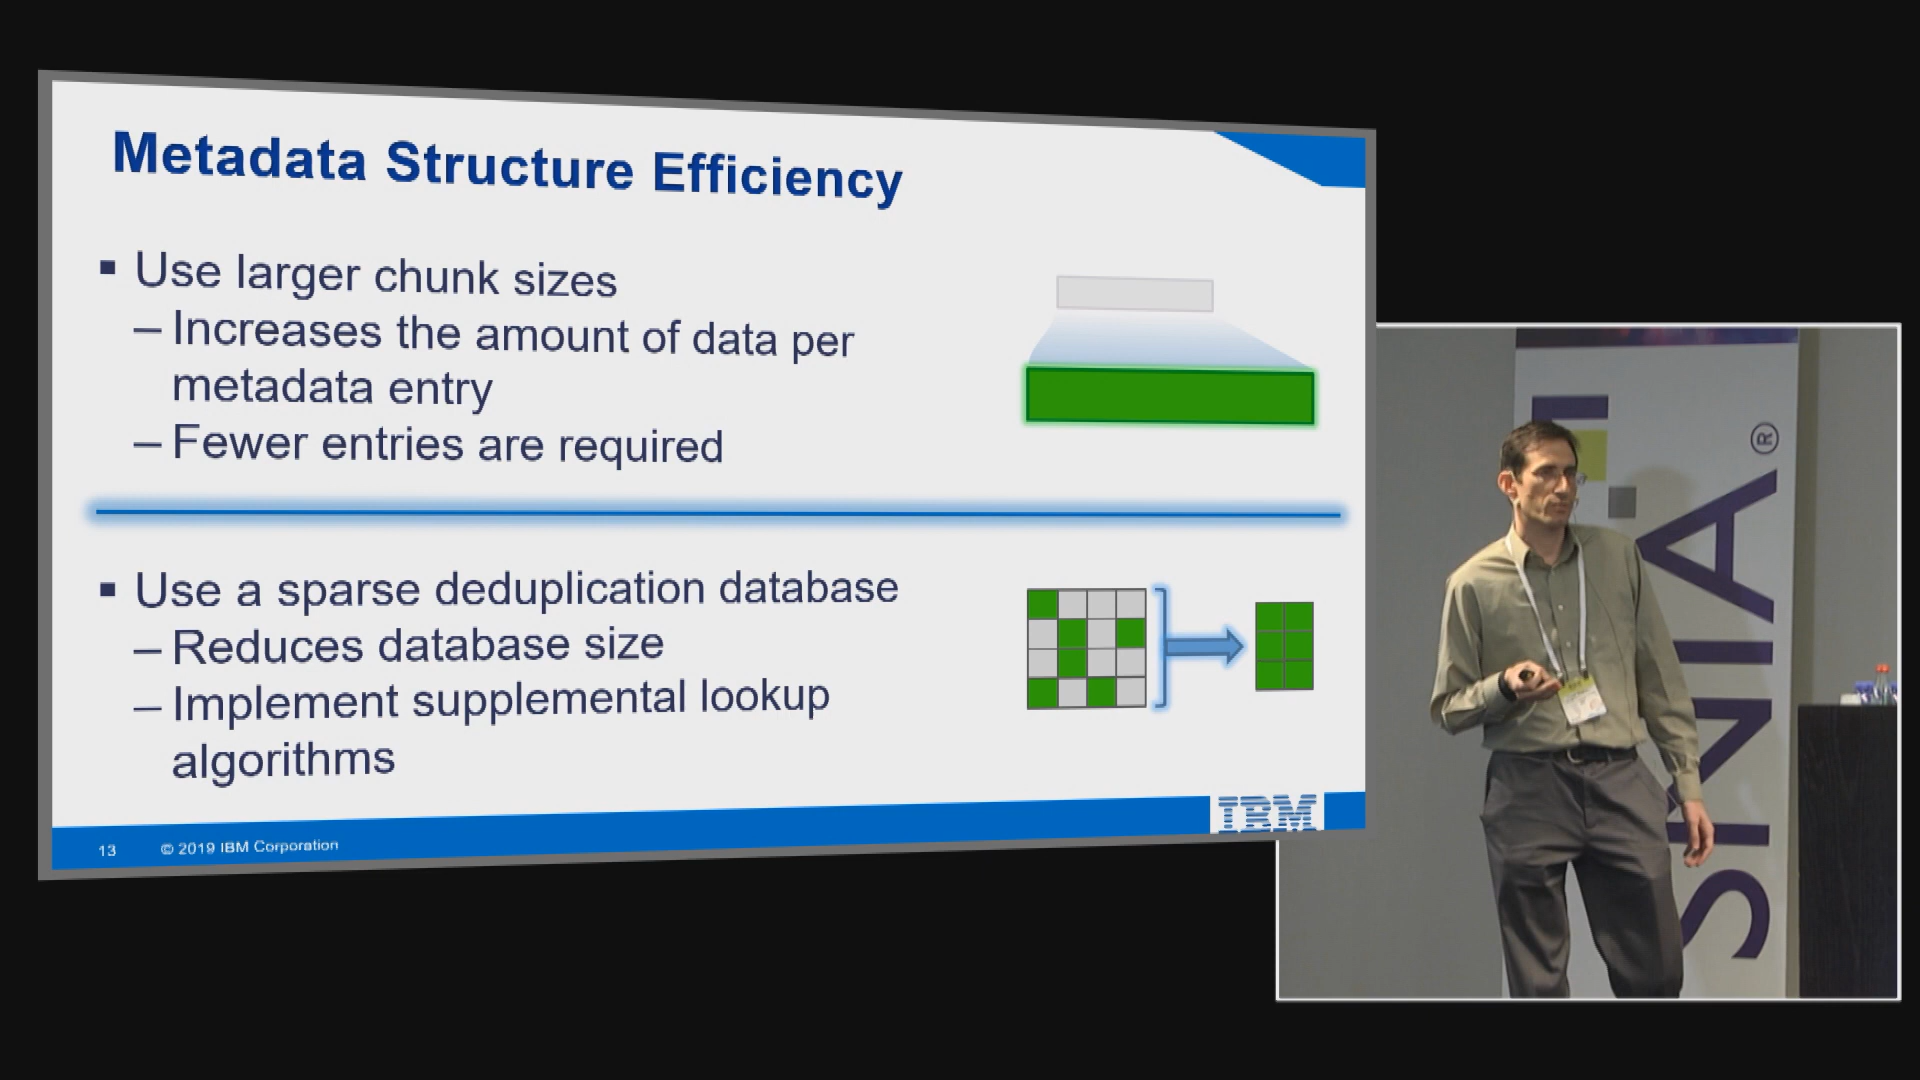 Metadata Structure Efficiency
▪ Use larger chunk sizes
– Increases the amount of data per
metadata entry
– Fewer entries are required
▪ Use a sparse deduplication database
– Reduces database size
– Implement supplemental lookup
algorithms
13 © 2019 IBM Corporation
IBM
SNIA ®